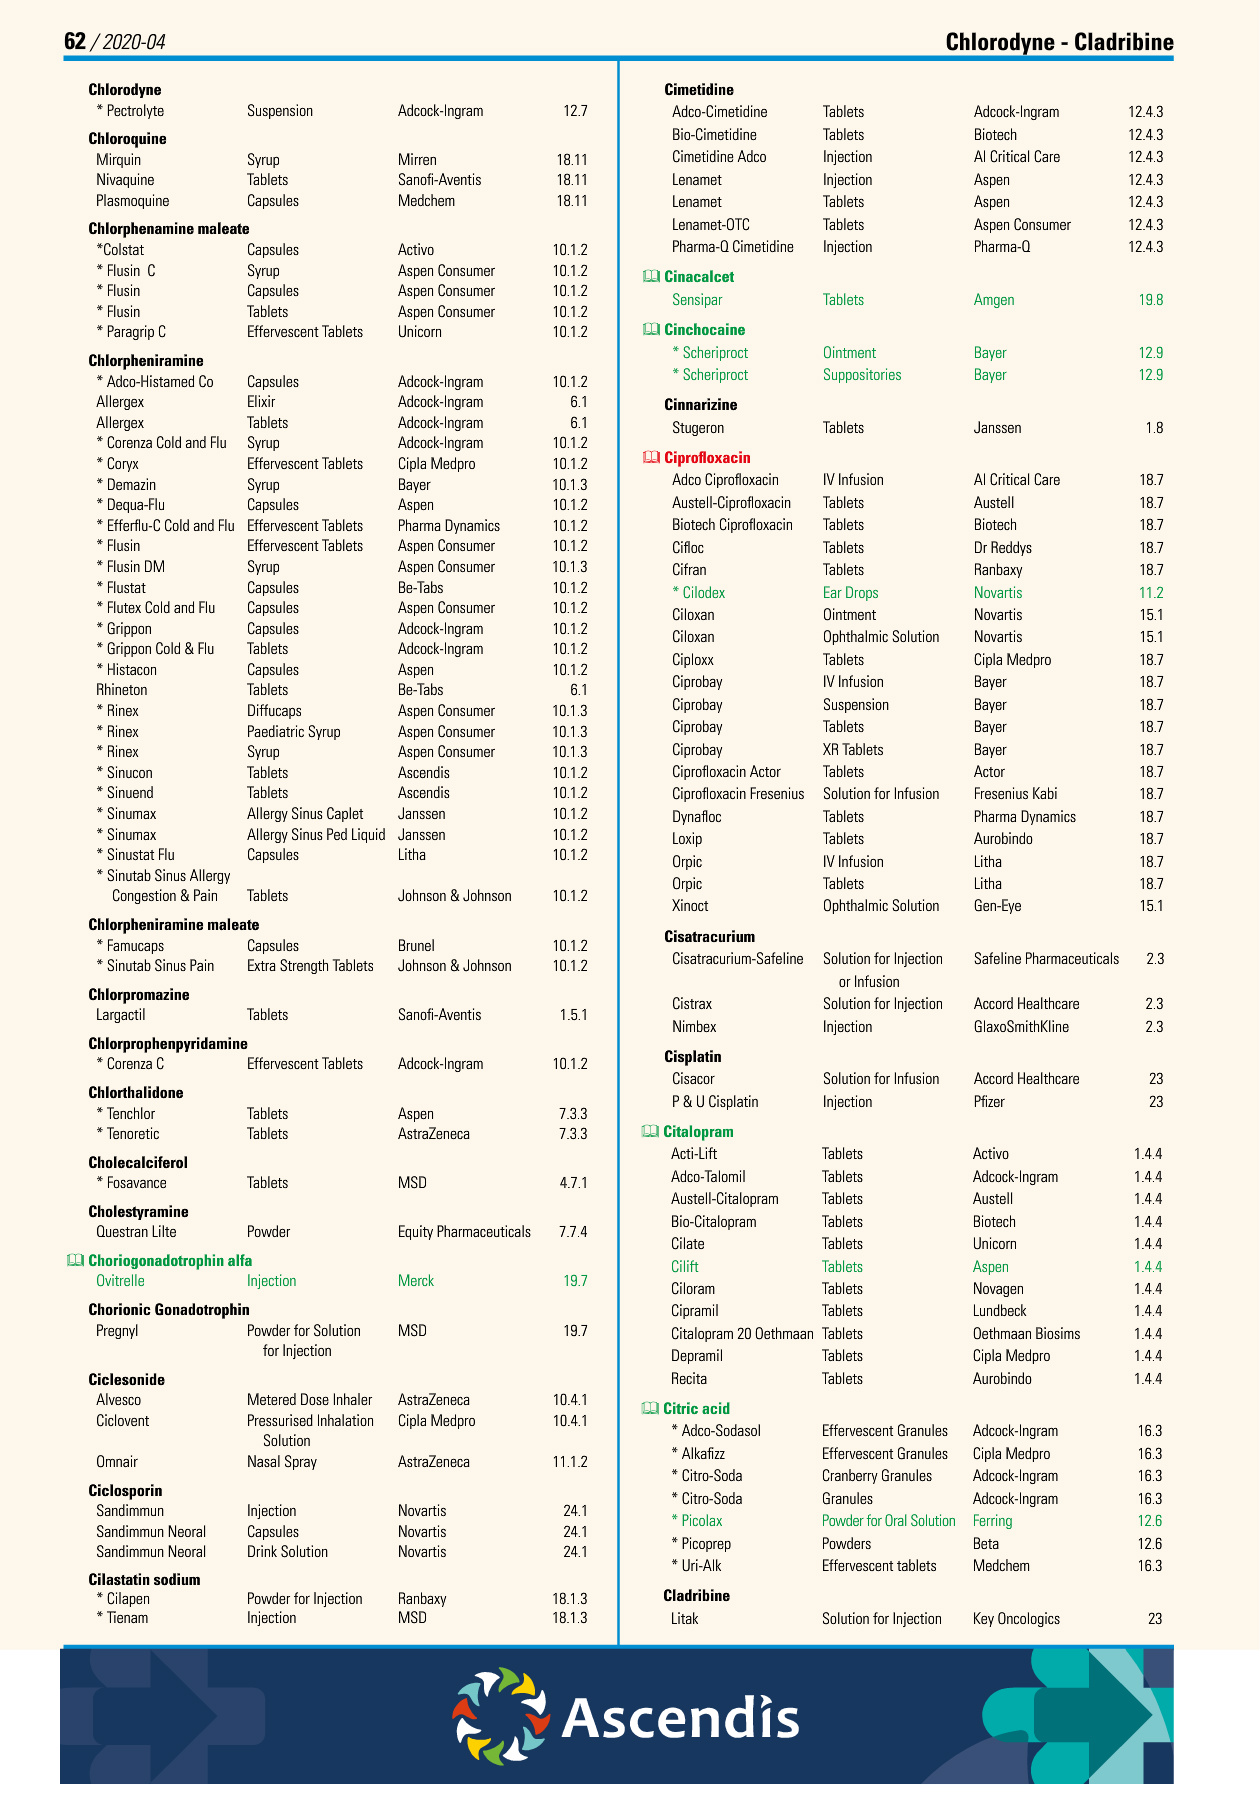 62 / 2020-04
Chlorodyne - Cladribine
Chlorodyne
* Pectrolyte Suspension Adcock-Ingram 12.7
Chloroquine
Mirquin Syrup Mirren 18.11
Nivaquine Tablets Sanofi-Aventis 18.11
Plasmoquine Capsules Medchem 18.11
Chlorphenamine maleate
*Colstat Capsules Activo 10.1.2
* Flusin C Syrup Aspen Consumer 10.1.2
* Flusin Capsules Aspen Consumer 10.1.2
* Flusin Tablets Aspen Consumer 10.1.2
* Paragrip C Effervescent Tablets Unicorn 10.1.2
Chlorpheniramine
* Adco-Histamed Co Capsules Adcock-Ingram 10.1.2
Allergex Elixir Adcock-Ingram 6.1
Allergex Tablets Adcock-Ingram 6.1
* Corenza Cold and Flu Syrup Adcock-Ingram 10.1.2
* Coryx Effervescent Tablets Cipla Medpro 10.1.2
* Demazin Syrup Bayer 10.1.3
* Dequa-Flu Capsules Aspen 10.1.2
* Efferflu-C Cold and Flu Effervescent Tablets Pharma Dynamics 10.1.2
* Flusin Effervescent Tablets Aspen Consumer 10.1.2
* Flusin DM Syrup Aspen Consumer 10.1.3
* Flustat Capsules Be-Tabs 10.1.2
* Flutex Cold and Flu Capsules Aspen Consumer 10.1.2
* Grippon Capsules Adcock-Ingram 10.1.2
* Grippon Cold & Flu Tablets Adcock-Ingram 10.1.2
* Histacon Capsules Aspen 10.1.2
Rhineton Tablets Be-Tabs 6.1
* Rinex Diffucaps Aspen Consumer 10.1.3
* Rinex Paediatric Syrup Aspen Consumer 10.1.3
* Rinex Syrup Aspen Consumer 10.1.3
* Sinucon Tablets Ascendis 10.1.2
* Sinuend Tablets Ascendis 10.1.2
* Sinumax Allergy Sinus Caplet Janssen 10.1.2
* Sinumax Allergy Sinus Ped Liquid Janssen 10.1.2
* Sinustat Flu Capsules Litha 10.1.2
* Sinutab Sinus Allergy
Congestion & Pain Tablets Johnson & Johnson 10.1.2
Chlorpheniramine maleate
* Famucaps Capsules Brunel 10.1.2
* Sinutab Sinus Pain Extra Strength Tablets Johnson & Johnson 10.1.2
Chlorpromazine
Largactil Tablets Sanofi-Aventis 1.5.1
Chlorprophenpyridamine
* Corenza C Effervescent Tablets Adcock-Ingram 10.1.2
Chlorthalidone
* Tenchlor Tablets Aspen 7.3.3
* Tenoretic Tablets AstraZeneca 7.3.3
Cholecalciferol
* Fosavance Tablets MSD 4.7.1
Cholestyramine
Questran Lilte Powder Equity Pharmaceuticals 7.7.4
Choriogonadotrophin alfa
Ovitrelle Injection Merck 19.7
Chorionic Gonadotrophin
Pregnyl Powder for Solution MSD 19.7
for Injection
Ciclesonide
Alvesco Metered Dose Inhaler AstraZeneca 10.4.1
Ciclovent Pressurised Inhalation Cipla Medpro 10.4.1
Solution
Omnair Nasal Spray AstraZeneca 11.1.2
Ciclosporin
Sandimmun Injection Novartis 24.1
Sandimmun Neoral Capsules Novartis 24.1
Sandimmun Neoral Drink Solution Novartis 24.1
Cilastatin sodium
* Cilapen Powder for Injection Ranbaxy 18.1.3
* Tienam Injection MSD 18.1.3
Cimetidine
Adco-Cimetidine Tablets Adcock-Ingram 12.4.3
Bio-Cimetidine Tablets Biotech 12.4.3
Cimetidine Adco Injection AI Critical Care 12.4.3
Lenamet Injection Aspen 12.4.3
Lenamet Tablets Aspen 12.4.3
Lenamet-OTC Tablets Aspen Consumer 12.4.3
Pharma-Q Cimetidine Injection Pharma-Q 12.4.3
Cinacalcet
Sensipar Tablets Amgen 19.8
Cinchocaine
* Scheriproct Ointment Bayer 12.9
* Scheriproct Suppositories Bayer 12.9
Cinnarizine
Stugeron Tablets Janssen 1.8
Ciprofloxacin
Adco Ciprofloxacin IV Infusion AI Critical Care 18.7
Austell-Ciprofloxacin Tablets Austell 18.7
Biotech Ciprofloxacin Tablets Biotech 18.7
Cifloc Tablets Dr Reddys 18.7
Cifran Tablets Ranbaxy 18.7
* Cilodex Ear Drops Novartis 11.2
Ciloxan Ointment Novartis 15.1
Ciloxan Ophthalmic Solution Novartis 15.1
Ciploxx Tablets Cipla Medpro 18.7
Ciprobay IV Infusion Bayer 18.7
Ciprobay Suspension Bayer 18.7
Ciprobay Tablets Bayer 18.7
Ciprobay XR Tablets Bayer 18.7
Ciprofloxacin Actor Tablets Actor 18.7
Ciprofloxacin Fresenius Solution for Infusion Fresenius Kabi 18.7
Dynafloc Tablets Pharma Dynamics 18.7
Loxip Tablets Aurobindo 18.7
Orpic IV Infusion Litha 18.7
Orpic Tablets Litha 18.7
Xinoct Ophthalmic Solution Gen-Eye 15.1
Cisatracurium
Cisatracurium-Safeline Solution for Injection Safeline Pharmaceuticals 2.3
or Infusion
Cistrax Solution for Injection Accord Healthcare 2.3
Nimbex Injection GlaxoSmithKline 2.3
Cisplatin
Cisacor Solution for Infusion Accord Healthcare 23
P & U Cisplatin Injection Pfizer 23
Citalopram
Acti-Lift Tablets Activo 1.4.4
Adco-Talomil Tablets Adcock-Ingram 1.4.4
Austell-Citalopram Tablets Austell 1.4.4
Bio-Citalopram Tablets Biotech 1.4.4
Cilate Tablets Unicorn 1.4.4
Cilift Tablets Aspen 1.4.4
Ciloram Tablets Novagen 1.4.4
Cipramil Tablets Lundbeck 1.4.4
Citalopram 20 Oethmaan Tablets Oethmaan Biosims 1.4.4
Depramil Tablets Cipla Medpro 1.4.4
Recita Tablets Aurobindo 1.4.4
Citric acid
* Adco-Sodasol Effervescent Granules Adcock-Ingram 16.3
* Alkafizz Effervescent Granules Cipla Medpro 16.3
* Citro-Soda Cranberry Granules Adcock-Ingram 16.3
* Citro-Soda Granules Adcock-Ingram 16.3
* Picolax Powder for Oral Solution Ferring 12.6
* Picoprep Powders Beta 12.6
* Uri-Alk Effervescent tablets Medchem 16.3
Cladribine
Litak Solution for Injection Key Oncologics 23
Ascendis